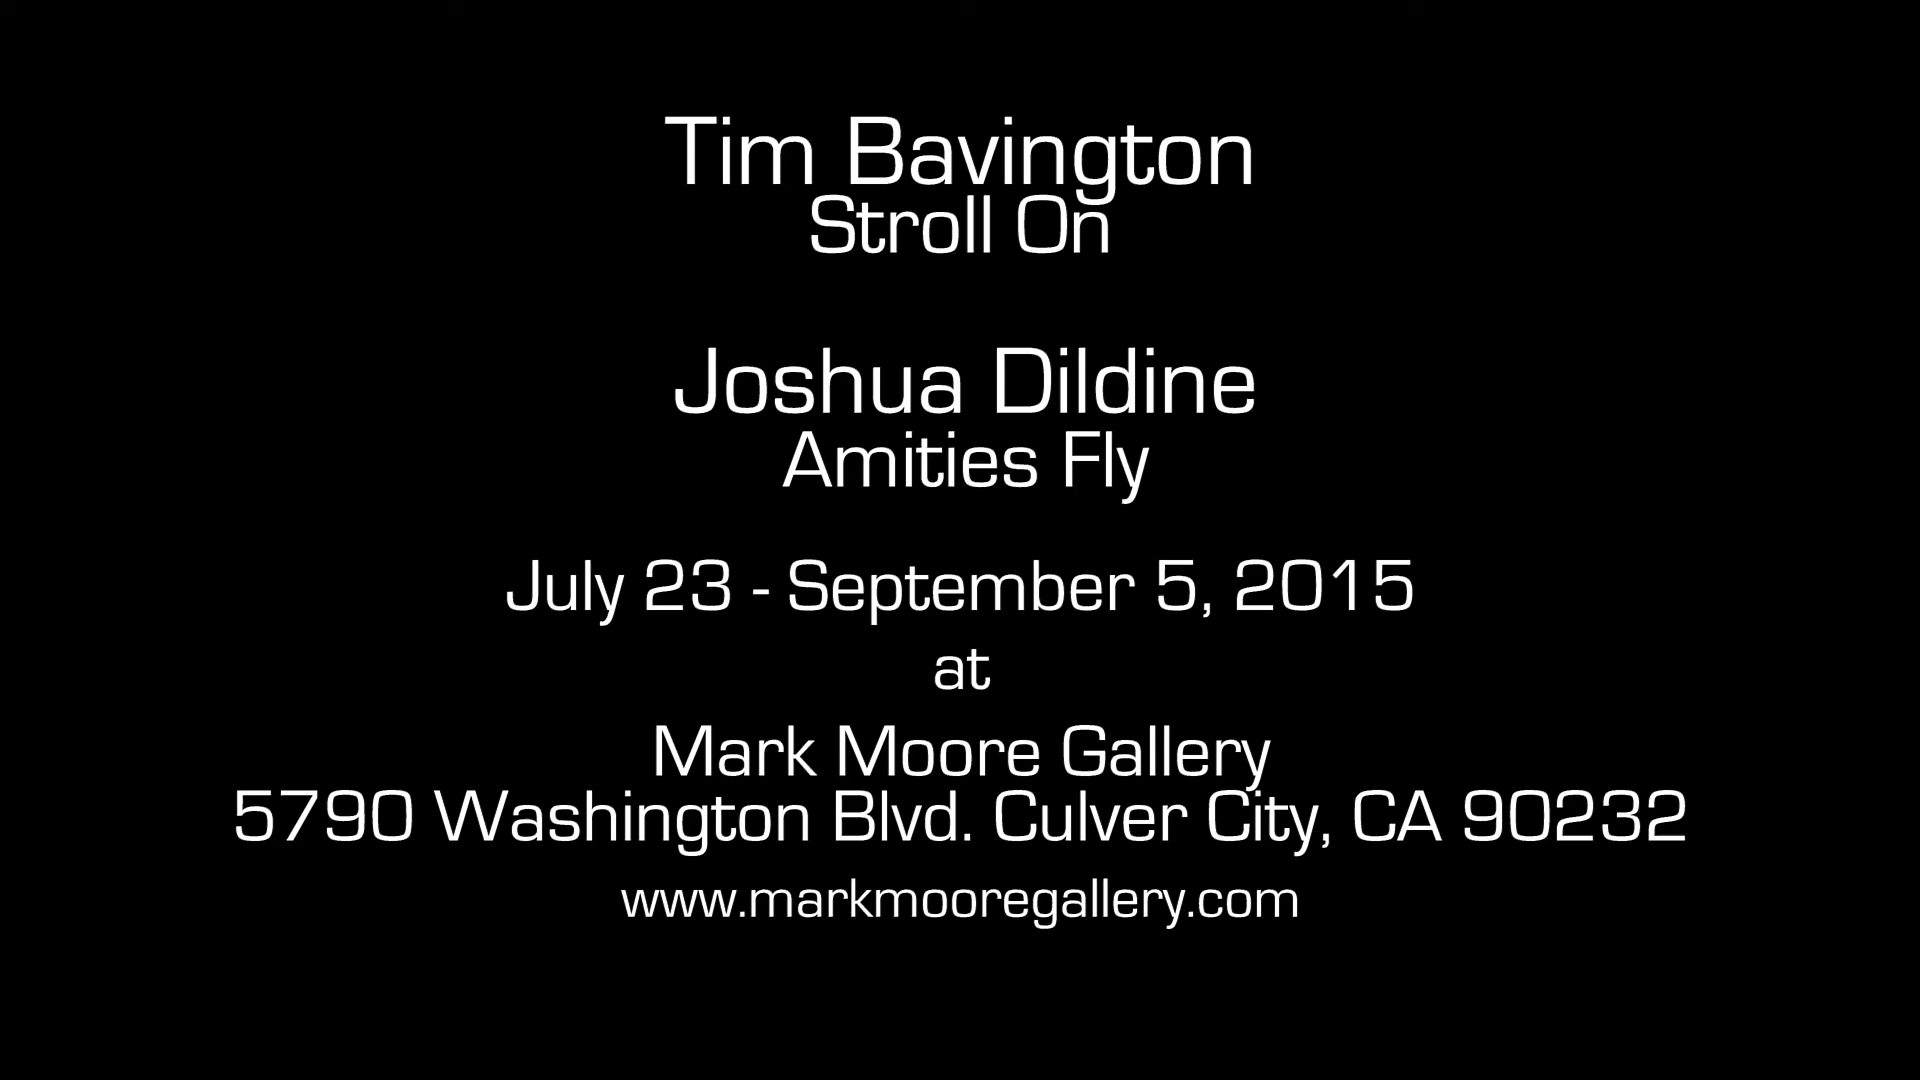 Tim Bavington
Stroll On
Joshua Dildine
Amities Fly
July 23 - September 5, 2015
at
Mark Moore Gallery
5790 Washington Blvd. Culver City, CA 90232
www.markmooregallery.com